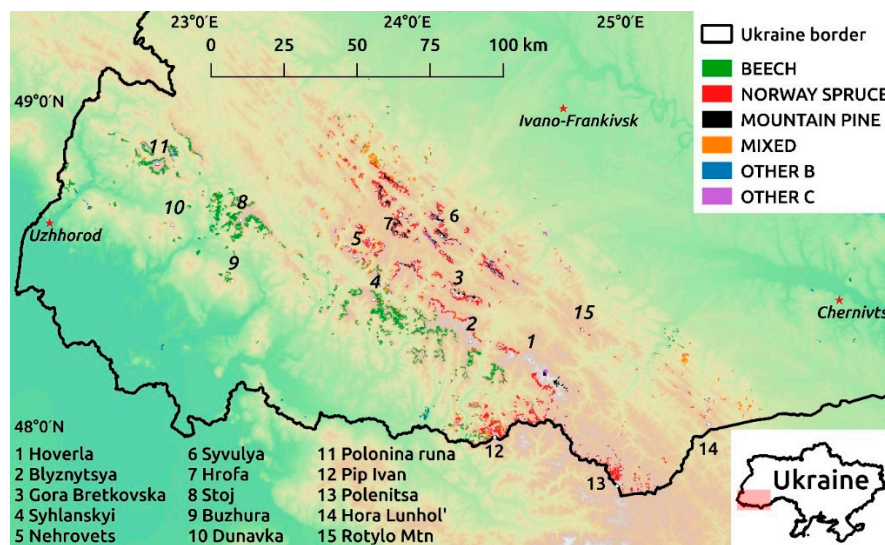 23°0′E 24°0′E 25°0′E
0 25 50 75 100 km
Ukraine border
BEECH
NORWAY SPRUCE
MOUNTAIN PINE
MIXED
OTHER B
OTHER C
49°0′N
Ivano-Frankivsk
11
10
8
7
6
Uzhhorod
5
9
4
3
15
Chernivts
2
1
48°0′N
12
14
13
1 Hoverla
2 Blyznytsya
3 Gora Bretkovska
4 Syhlanskyi
5 Nehrovets
6 Syvulya
7 Hrofa
8 Stoj
9 Buzhura
10 Dunavka
11 Polonina runa
12 Pip Ivan
13 Polenitsa
14 Hora Lunhol'
15 Rotylo Mtn
Ukraine